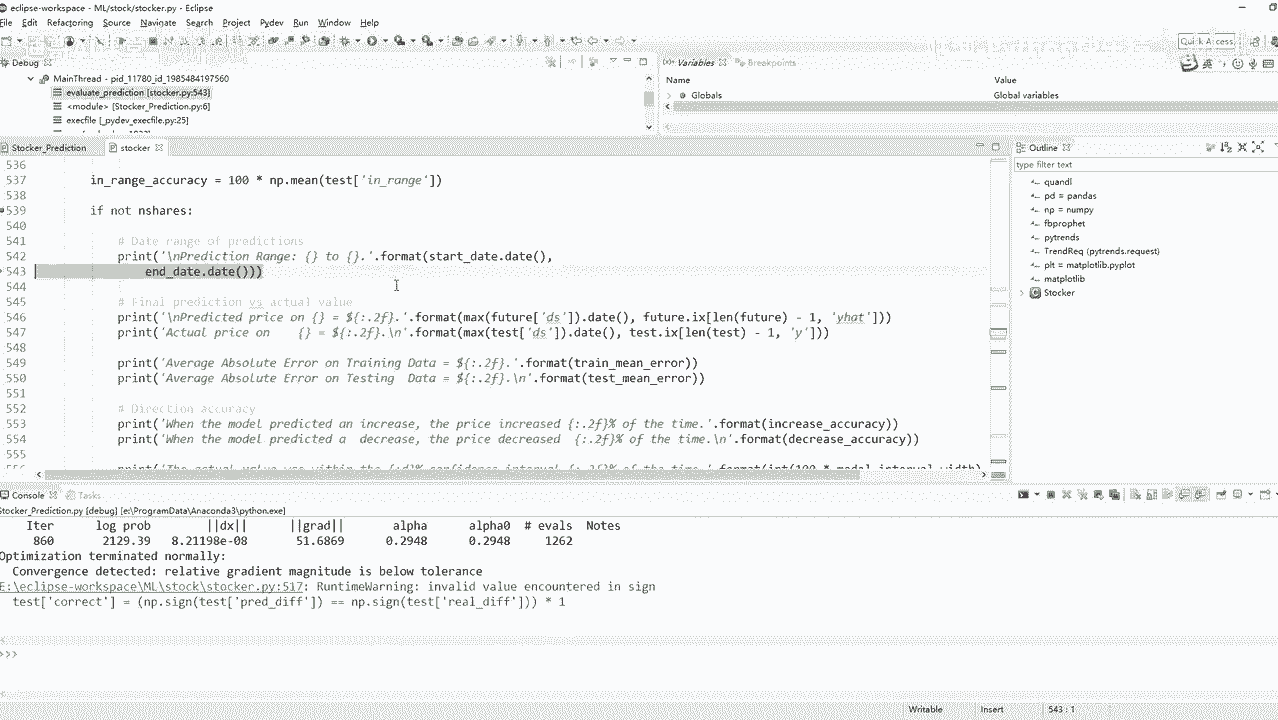 eclipse-workspace - ML/stock/stocker.py - Eclipse
File Edit Refactoring Source Navigate Search Project Pydev Run Window Help
Quick Access
Debug
Variables Breakpoints
MainThread - pid_11780_id_1985484197560
evaluate_prediction [stocker.py:543]
<module> [Stocker_Prediction.py:6]
execfile [_pydev_execfile.py:25]
Name Value
Globals Global variables
Stocker_Prediction stocker
536
537 in_range_accuracy = 100 * np.mean(test['in_range'])
538
539 if not nshares:
540
541 # Date range of predictions
542 print('\nPrediction Range: {} to {}.'.format(start_date.date(),
543 end_date.date()))
544
545 # Final prediction vs actual value
546 print('\nPredicted price on {} = ${:.2f}.'.format(max(future['ds']).date(), future.ix[len(future) - 1, 'yhat']))
547 print('Actual price on    {} = ${:.2f}.\n'.format(max(test['ds']).date(), test.ix[len(test) - 1, 'y']))
548
549 print('Average Absolute Error on Training Data = ${:.2f}.'.format(train_mean_error))
550 print('Average Absolute Error on Testing  Data = ${:.2f}.\n'.format(test_mean_error))
551
552 # Direction accuracy
553 print('When the model predicted an increase, the price increased {:.2f}% of the time.'.format(increase_accuracy))
554 print('When the model predicted a  decrease, the price decreased  {:.2f}% of the time.\n'.format(decrease_accuracy))
555
Outline
type filter text
quandl
pd = pandas
np = numpy
fbprophet
pytrends
TrendReq (pytrends.request)
plt = matplotlib.pyplot
matplotlib
Stocker
Console Tasks
Stocker_Prediction.py [debug] [e:\ProgramData\Anaconda3\python.exe]
Iter log prob ||dx|| ||grad|| alpha alpha0 # evals Notes
860 2129.39 8.21198e-08 51.6869 0.2948 0.2948 1262
Optimization terminated normally:
Convergence detected: relative gradient magnitude is below tolerance
E:\eclipse-workspace\ML\stock\stocker.py:517: RuntimeWarning: invalid value encountered in sign
test['correct'] = (np.sign(test['pred_diff']) == np.sign(test['real_diff'])) * 1
>>>
Writable Insert 543 : 1